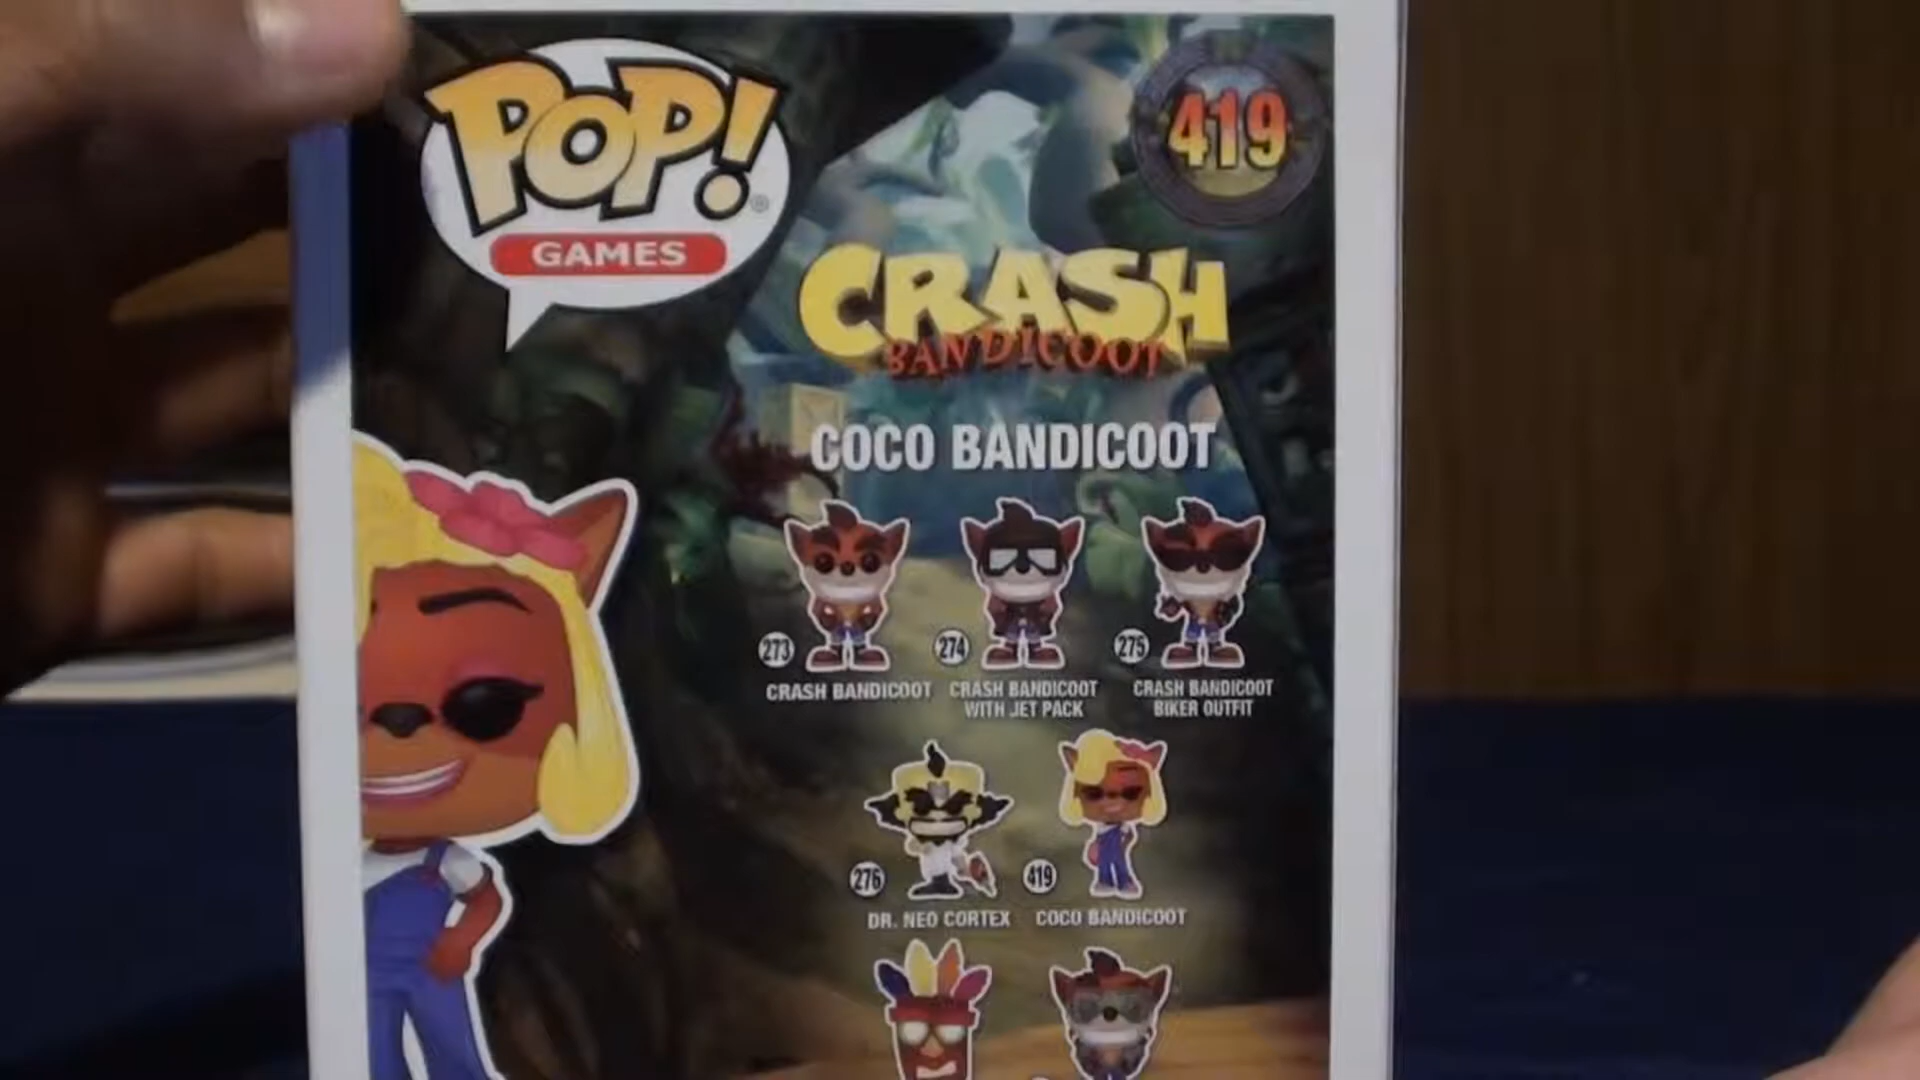 POP!
®
GAMES
419
CRASH
BANDICOOT
COCO BANDICOOT
273
274
275
CRASH BANDICOOT
CRASH BANDICOOT
WITH JET PACK
CRASH BANDICOOT
BIKER OUTFIT
276
419
DR. NEO CORTEX
COCO BANDICOOT